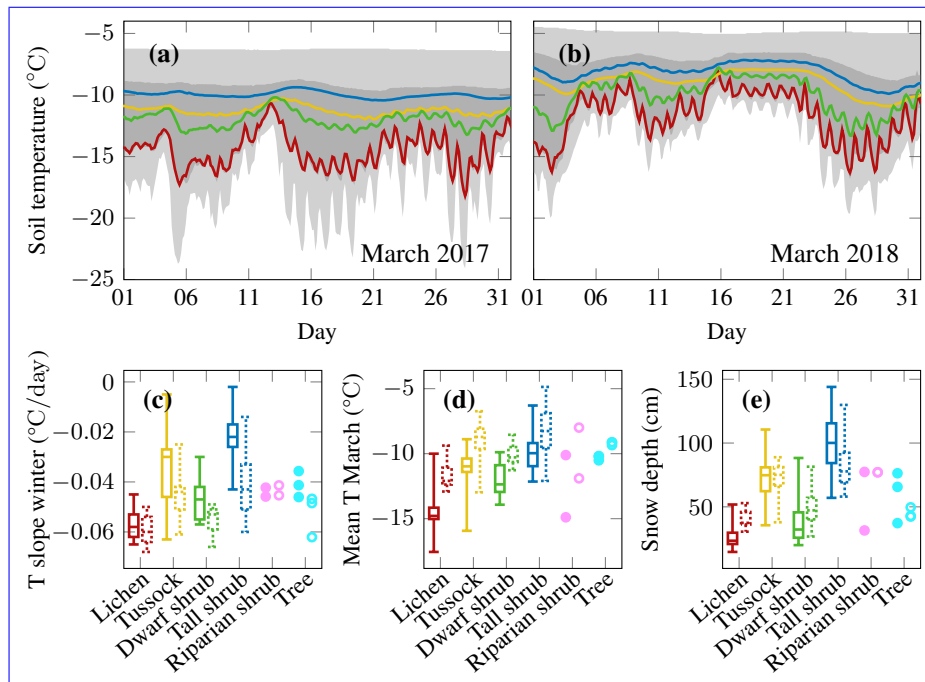 Soil temperature (°C)
−5
−10
−15
−20
−25
(a)
March 2017
01 06 11 16 21 26 31
Day
(b)
March 2018
01 06 11 16 21 26 31
Day
T slope winter (°C/day)
0
−0.02
−0.04
−0.06
(c)
Lichen
Tussock
Dwarf shrub
Tall shrub
Riparian shrub
Tree
Mean T March (°C)
−5
−10
−15
(d)
Lichen
Tussock
Dwarf shrub
Tall shrub
Riparian shrub
Tree
Snow depth (cm)
150
100
50
(e)
Lichen
Tussock
Dwarf shrub
Tall shrub
Riparian shrub
Tree